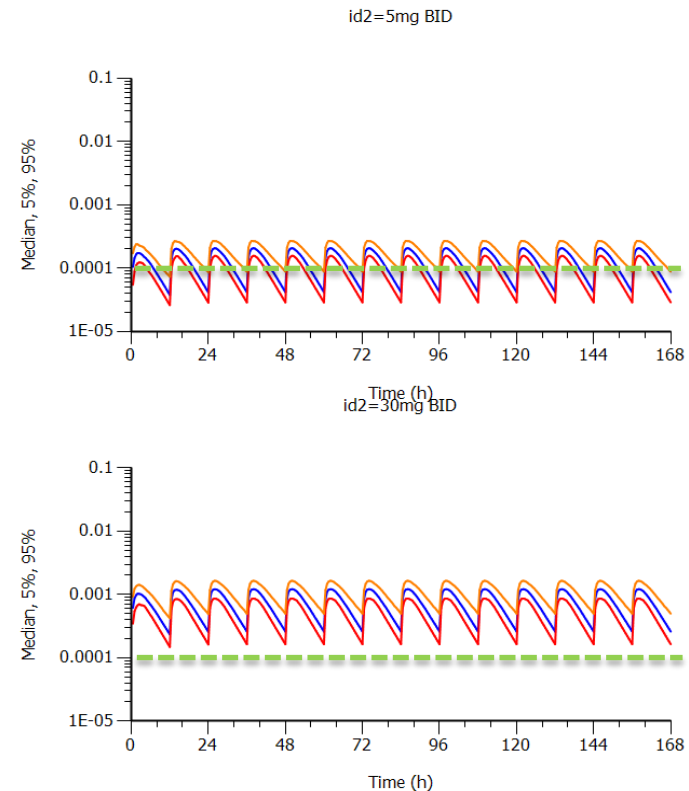 id2=5mg BID
Median, 5%, 95%
0.1
0.01
0.001
0.0001
1E-05
0 24 48 72 96 120 144 168
Time (h)
id2=30mg BID
Median, 5%, 95%
0.1
0.01
0.001
0.0001
1E-05
0 24 48 72 96 120 144 168
Time (h)